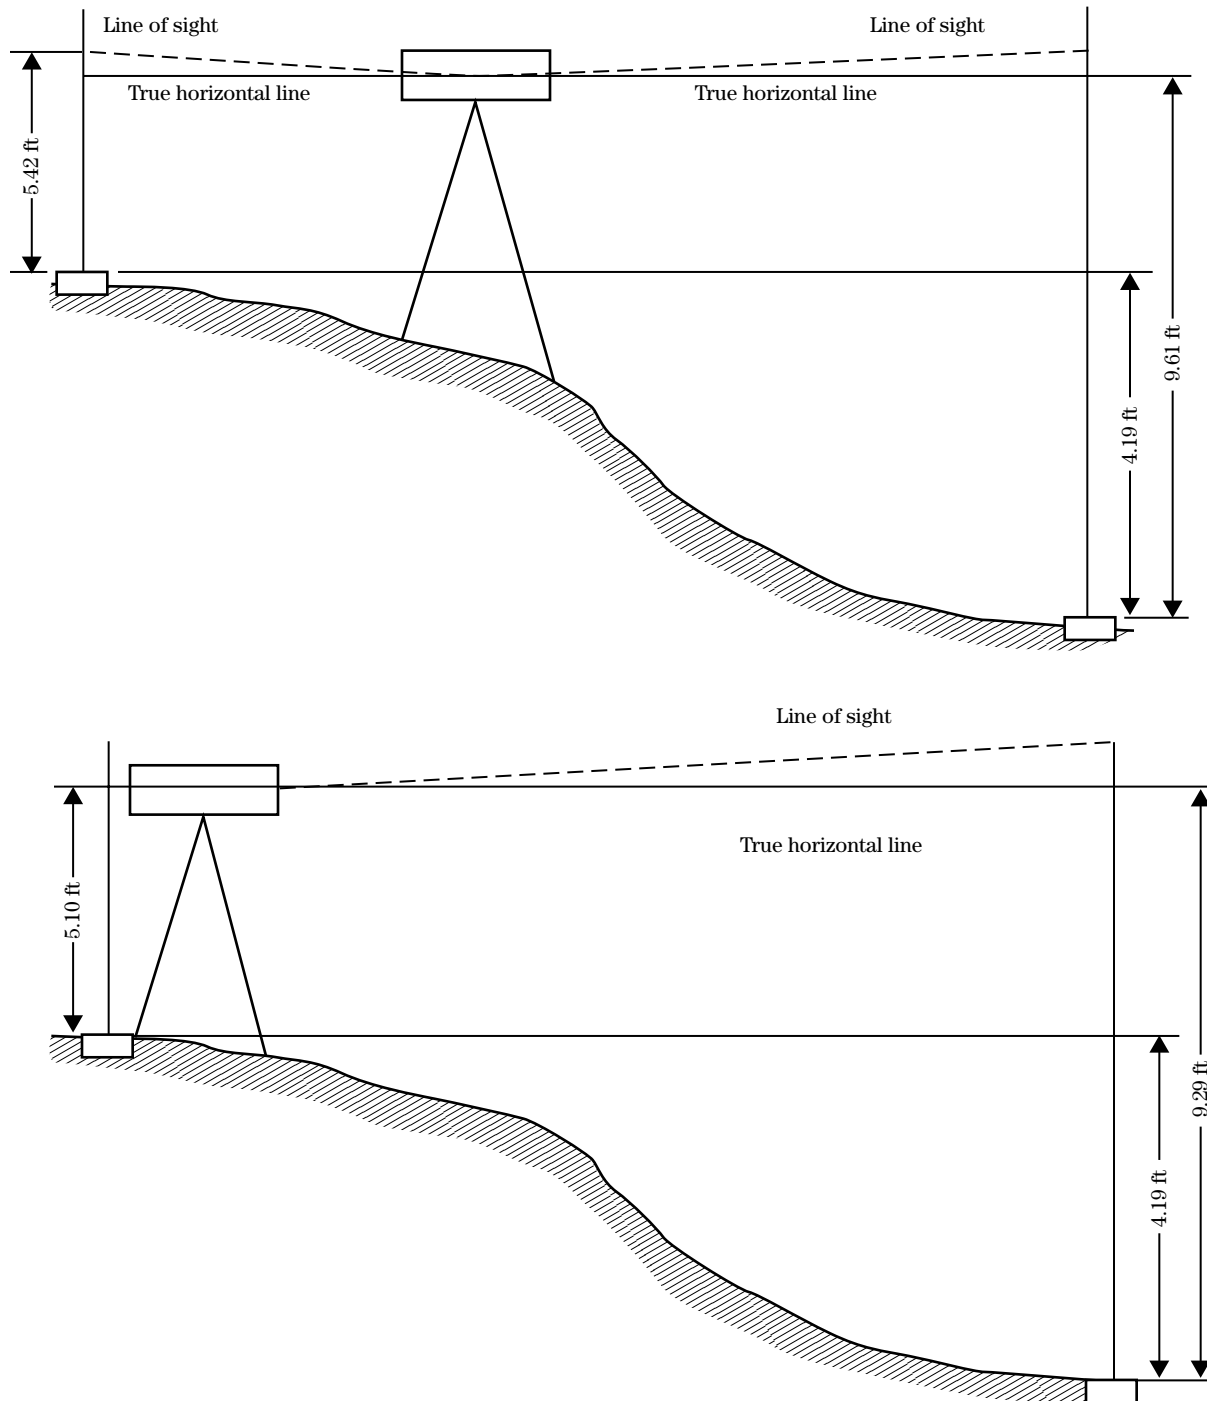 Line of sight
Line of sight
True horizontal line
True horizontal line
5.42 ft
9.61 ft
4.19 ft
Line of sight
True horizontal line
5.10 ft
9.29 ft
4.19 ft